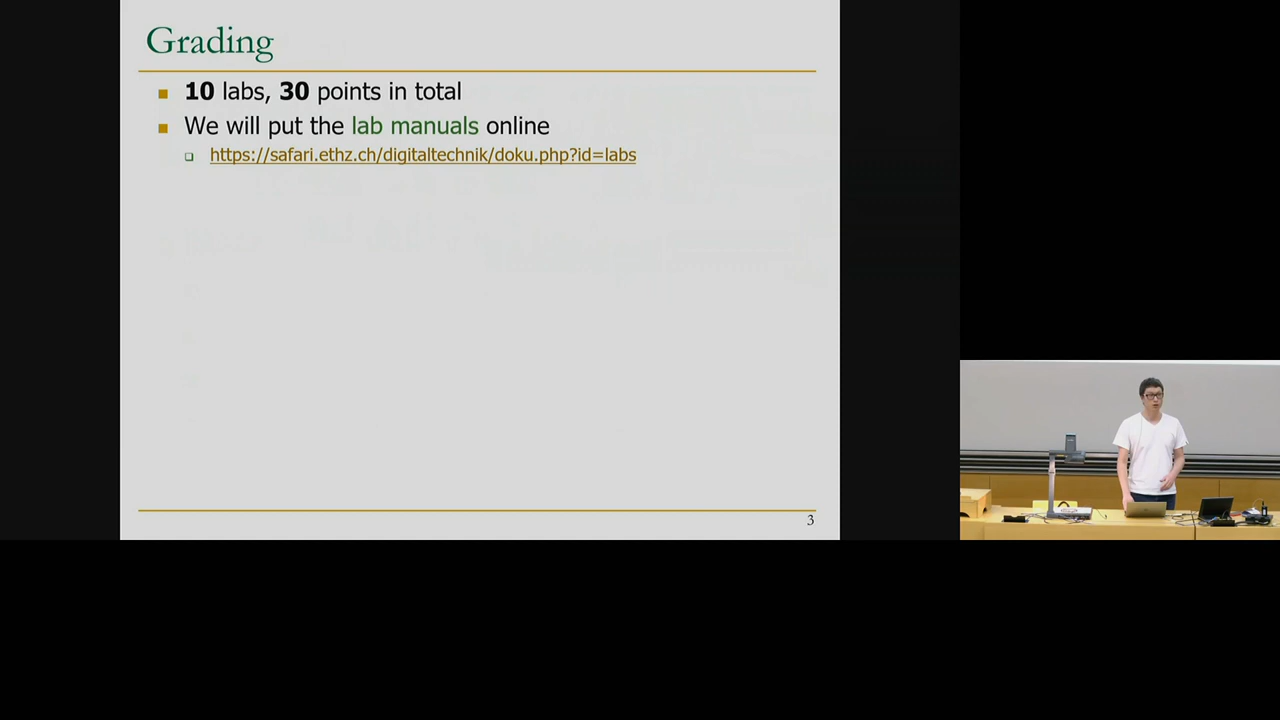 Grading
10 labs, 30 points in total
We will put the lab manuals online
https://safari.ethz.ch/digitaltechnik/doku.php?id=labs
3